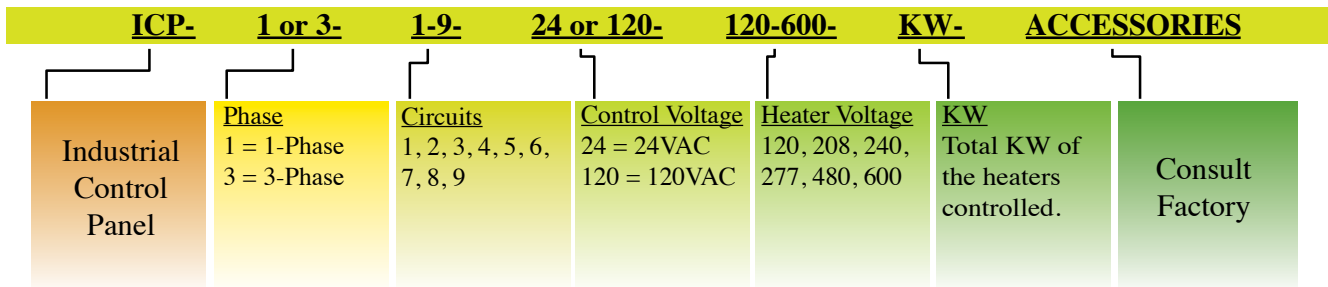 ICP- 1 or 3- 1-9- 24 or 120- 120-600- KW- ACCESSORIES
Industrial
Control
Panel
Phase
1 = 1-Phase
3 = 3-Phase
Circuits
1, 2, 3, 4, 5, 6,
7, 8, 9
Control Voltage
24 = 24VAC
120 = 120VAC
Heater Voltage
120, 208, 240,
277, 480, 600
KW
Total KW of
the heaters
controlled.
Consult
Factory